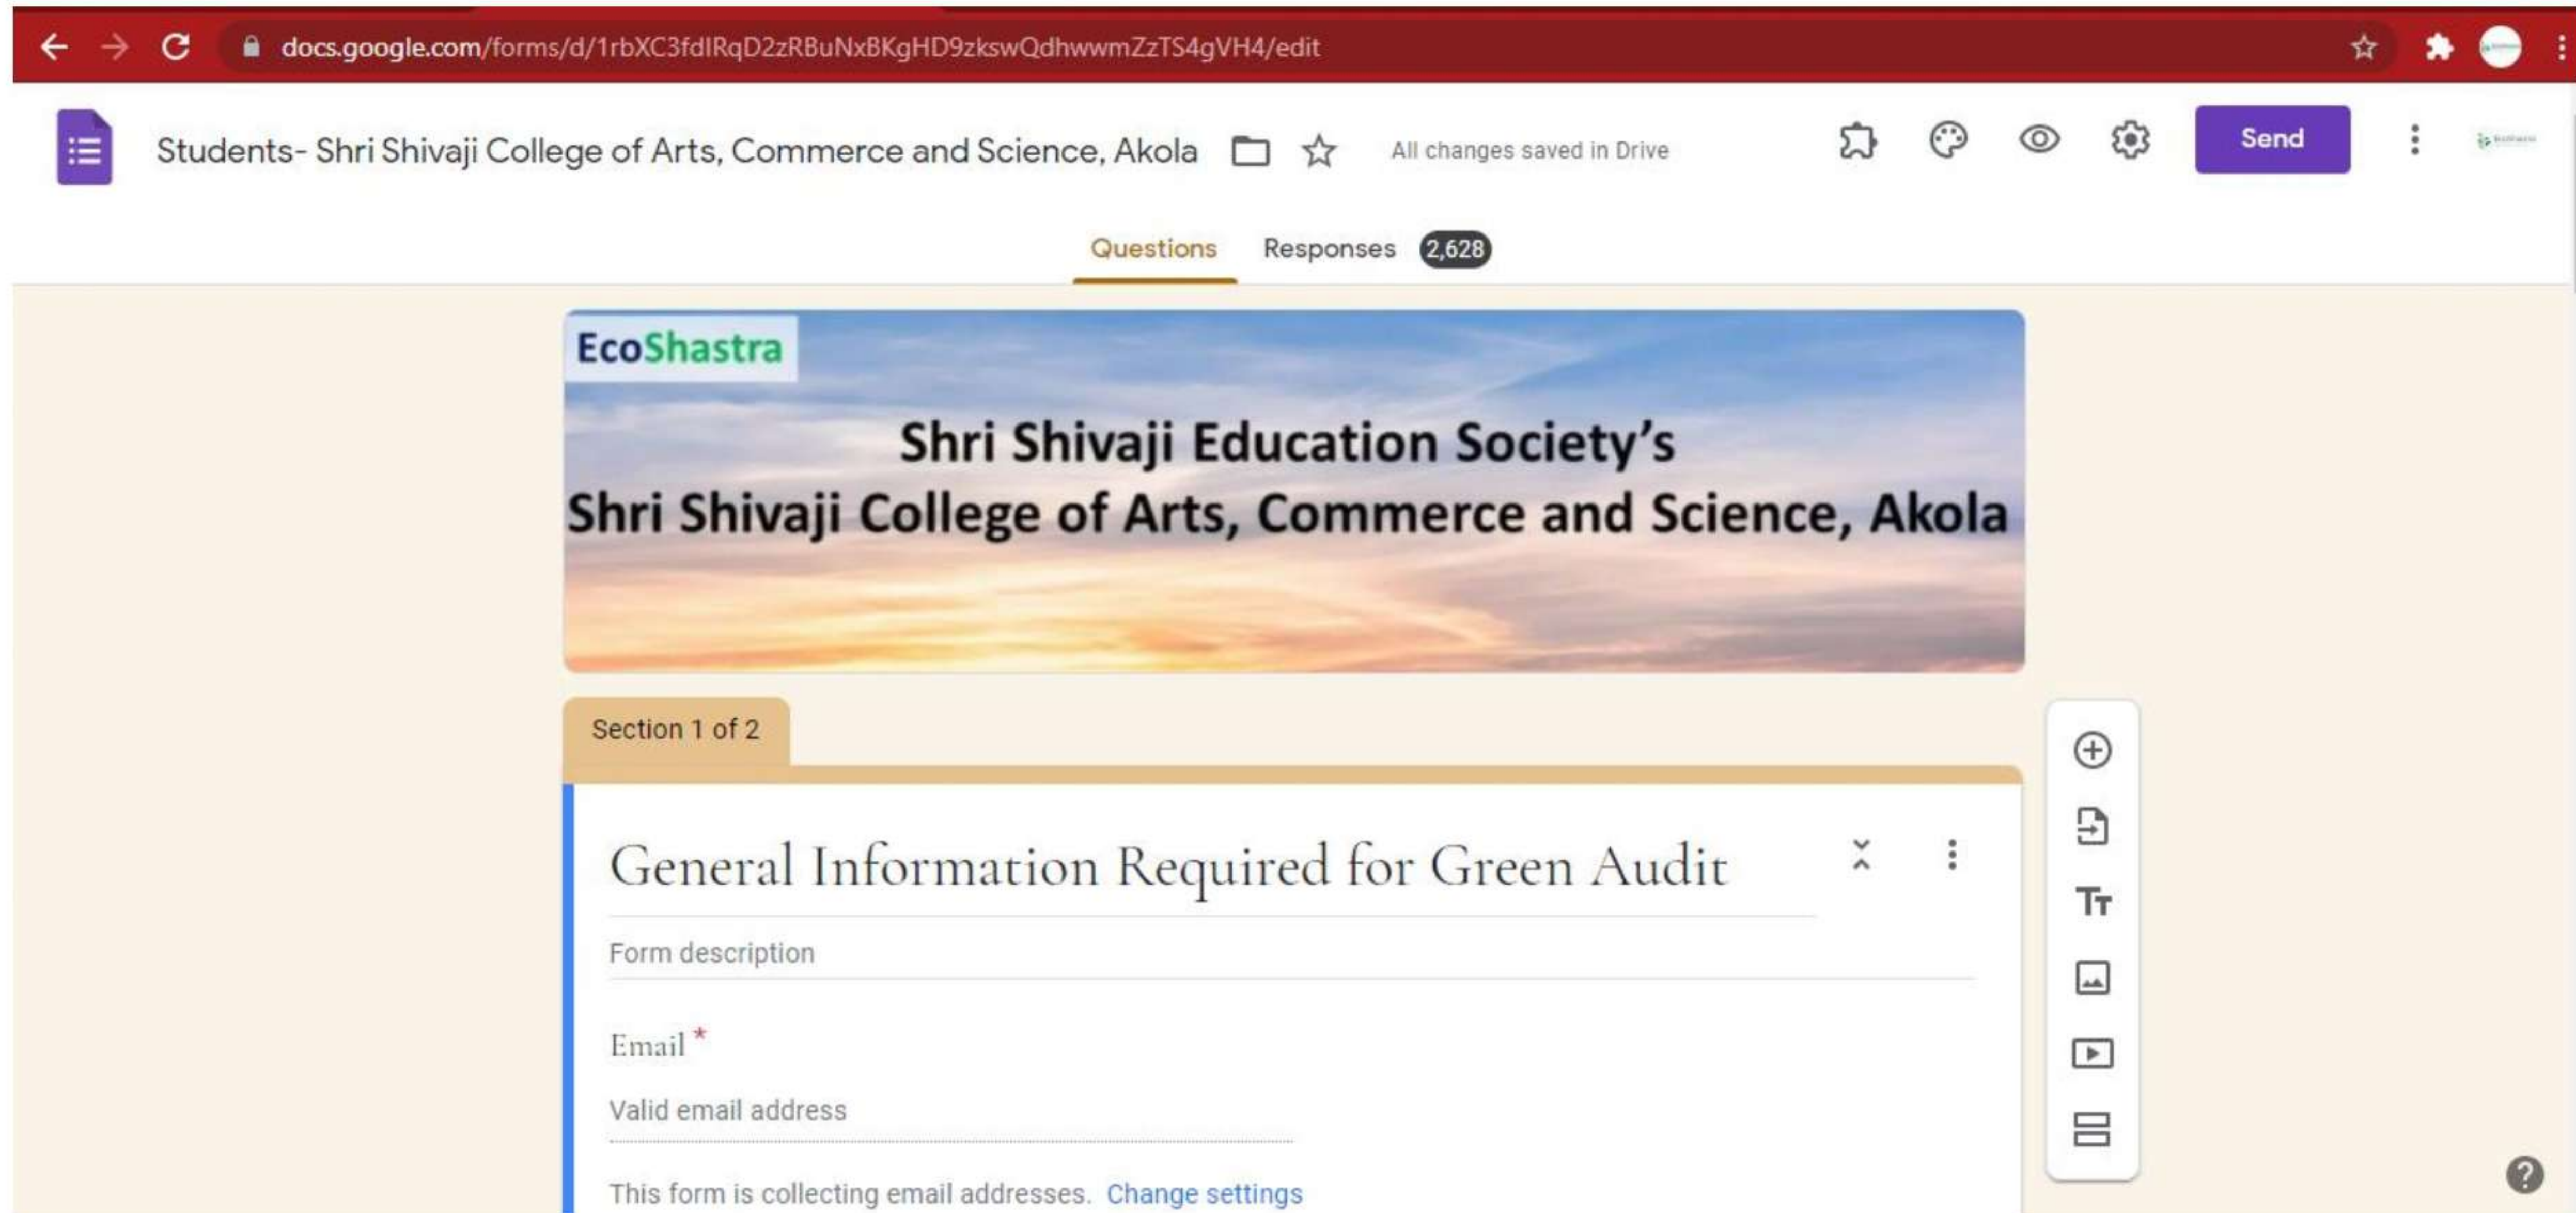 docs.google.com/forms/d/1rbXC3fdIRqD2zRBuNxBKgHD9zkswQdhwwmZzTS4gVH4/edit
Students- Shri Shivaji College of Arts, Commerce and Science, Akola All changes saved in Drive Send
Questions Responses 2,628
EcoShastra
Shri Shivaji Education Society's
Shri Shivaji College of Arts, Commerce and Science, Akola
Section 1 of 2
General Information Required for Green Audit
Form description
Email *
Valid email address
This form is collecting email addresses. Change settings